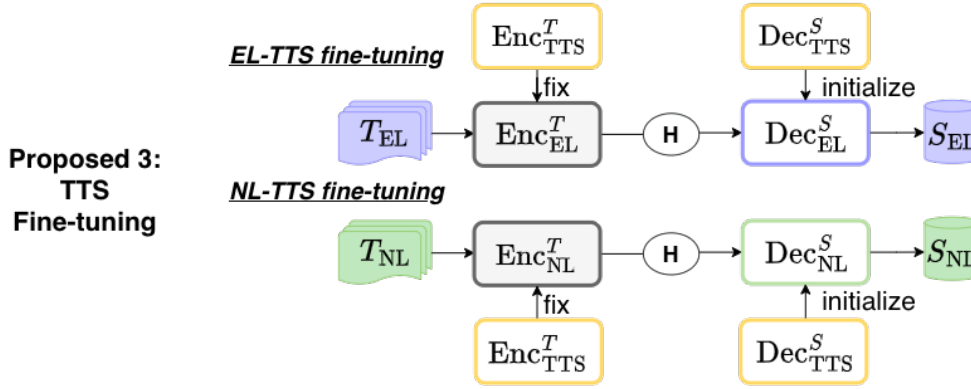 Proposed 3:
TTS
Fine-tuning
EL-TTS fine-tuning
Enc^T_TTS
Dec^S_TTS
fix
initialize
T_EL
Enc^T_EL
H
Dec^S_EL
S_EL
NL-TTS fine-tuning
T_NL
Enc^T_NL
H
Dec^S_NL
S_NL
fix
initialize
Enc^T_TTS
Dec^S_TTS